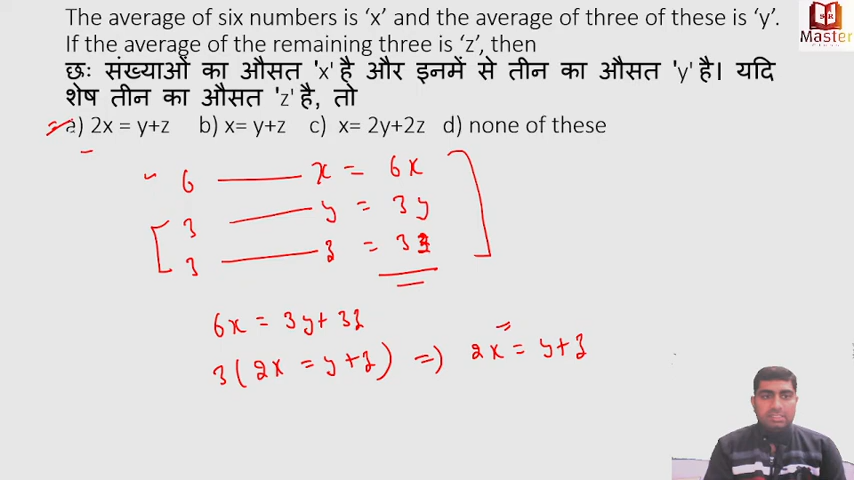 The average of six numbers is ‘x’ and the average of three of these is ‘y’.
If the average of the remaining three is ‘z’, then
छः संख्याओं का औसत 'x' है और इनमें से तीन का औसत 'y' है। यदि
शेष तीन का औसत 'z' है, तो
a) 2x = y+z b) x= y+z c) x= 2y+2z d) none of these
6 — x = 6x
3 — y = 3y
3 — z = 3z
6x = 3y+3z
3(2x = y+z) => 2x = y+z
Master